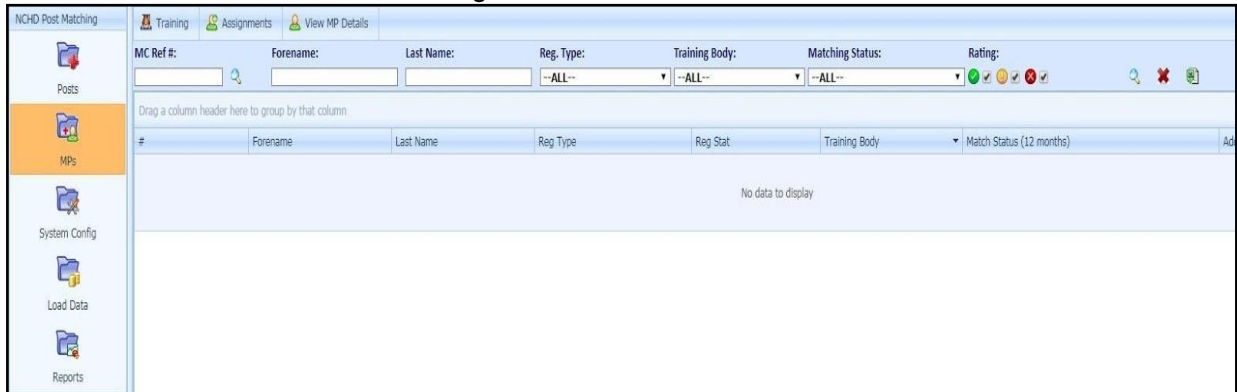 NCHD Post Matching
Posts
MPs
System Config
Load Data
Reports
Training Assignments View MP Details
MC Ref #: Forename: Last Name: Reg. Type: Training Body: Matching Status: Rating:
--ALL-- --ALL-- --ALL--
Drag a column header here to group by that column
# Forename Last Name Reg Type Reg Stat Training Body Match Status (12 months) Ad
No data to display